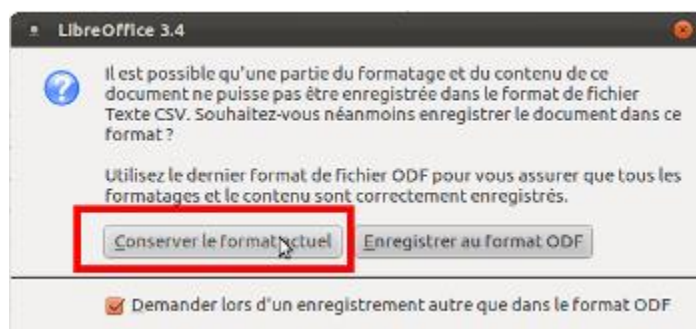 LibreOffice 3.4
Il est possible qu'une partie du formatage et du contenu de ce
document ne puisse pas être enregistrée dans le format de fichier
Texte CSV. Souhaitez-vous néanmoins enregistrer le document dans ce
format ?
Utilisez le dernier format de fichier ODF pour vous assurer que tous les
formatages et le contenu sont correctement enregistrés.
Conserver le format actuel Enregistrer au format ODF
Demander lors d'un enregistrement autre que dans le format ODF